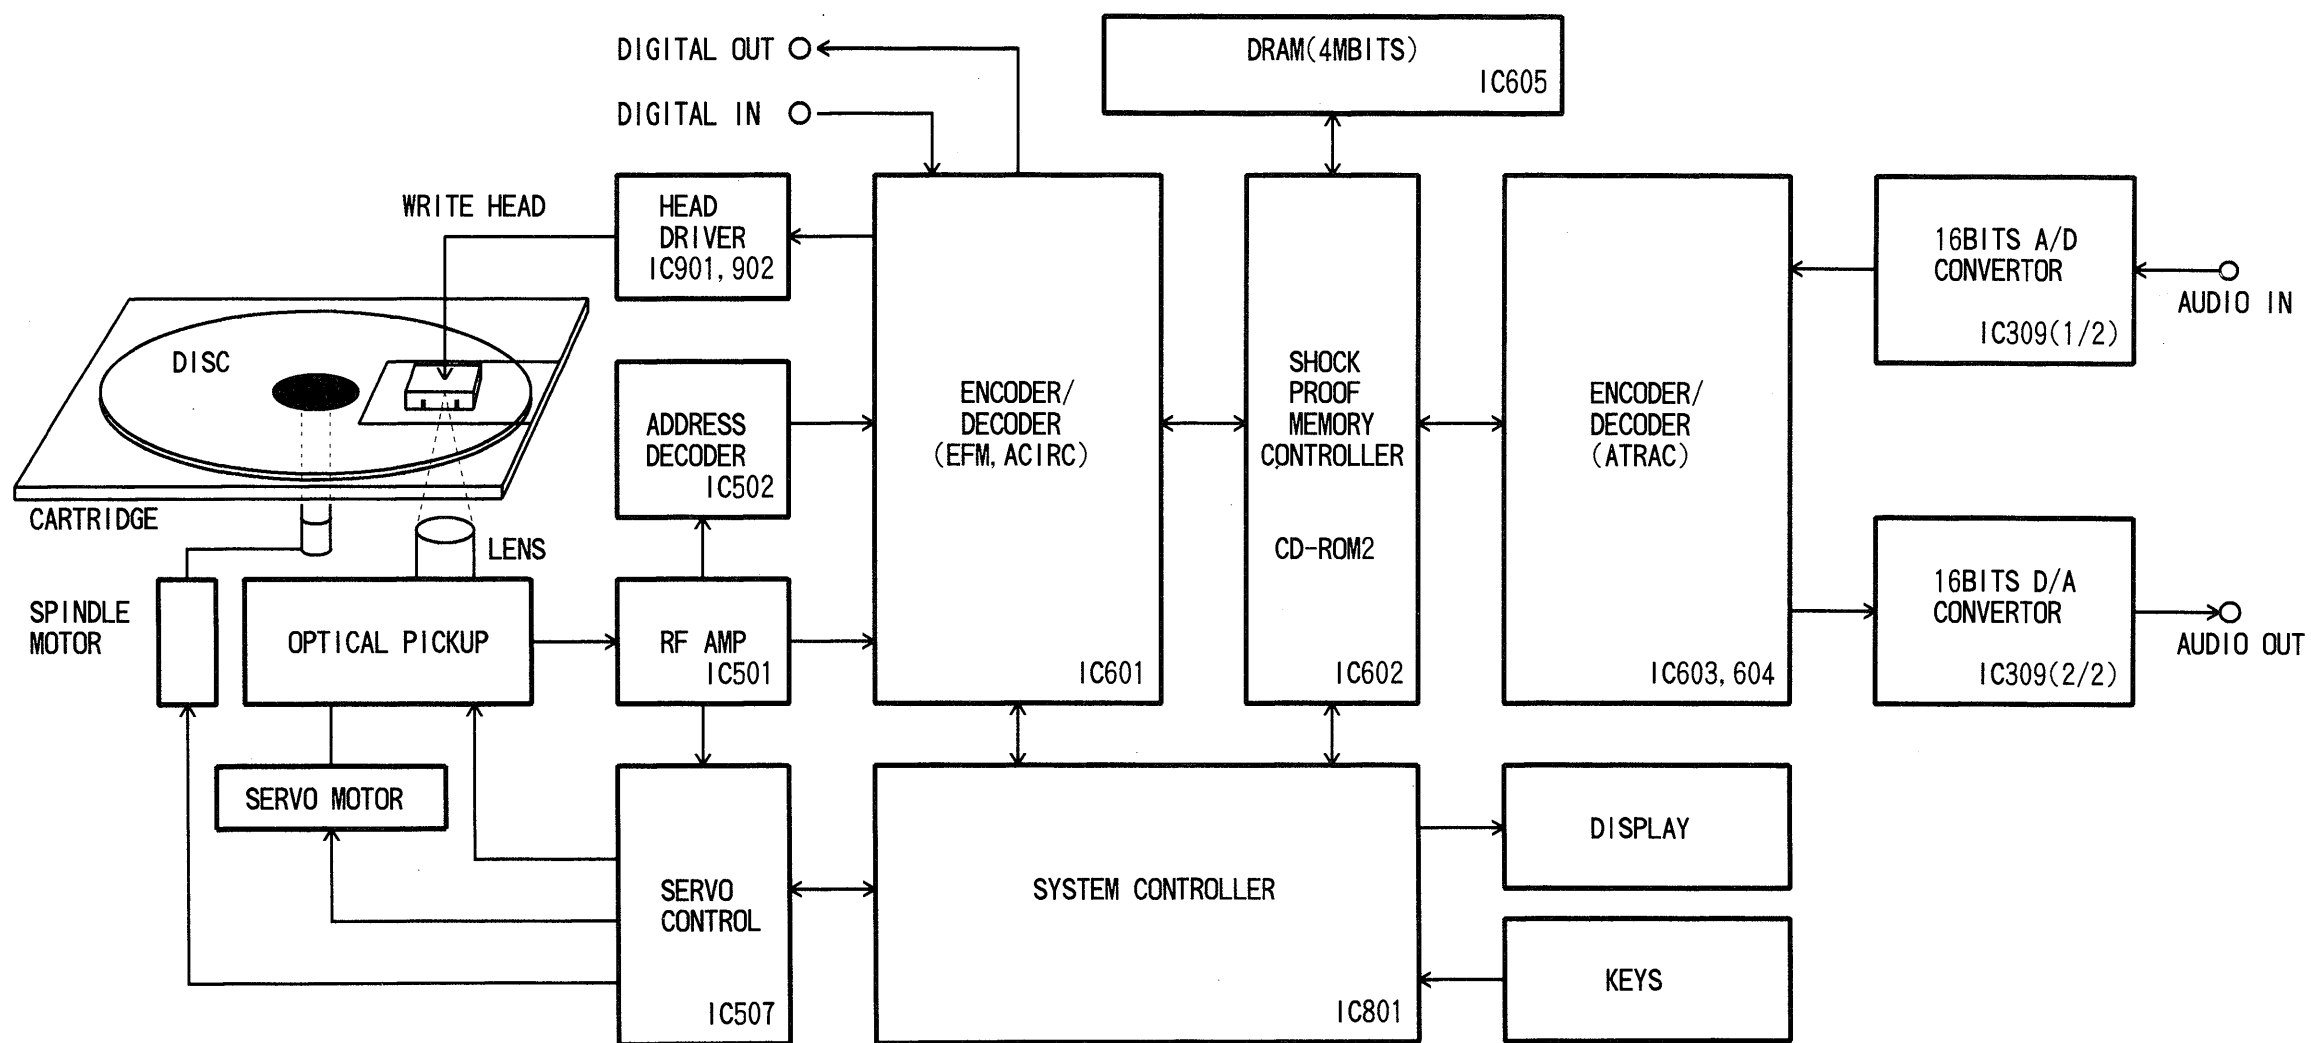 DIGITAL OUT
DIGITAL IN
DRAM(4MBITS)
IC605
WRITE HEAD
HEAD
DRIVER
IC901,902
16BITS A/D
CONVERTOR
IC309(1/2)
AUDIO IN
DISC
CARTRIDGE
ADDRESS
DECODER
IC502
ENCODER/
DECODER
(EFM,ACIRC)
IC601
SHOCK
PROOF
MEMORY
CONTROLLER
CD-ROM2
IC602
ENCODER/
DECODER
(ATRAC)
IC603,604
16BITS D/A
CONVERTOR
IC309(2/2)
AUDIO OUT
LENS
SPINDLE
MOTOR
OPTICAL PICKUP
RF AMP
IC501
SERVO MOTOR
SERVO
CONTROL
IC507
SYSTEM CONTROLLER
IC801
DISPLAY
KEYS